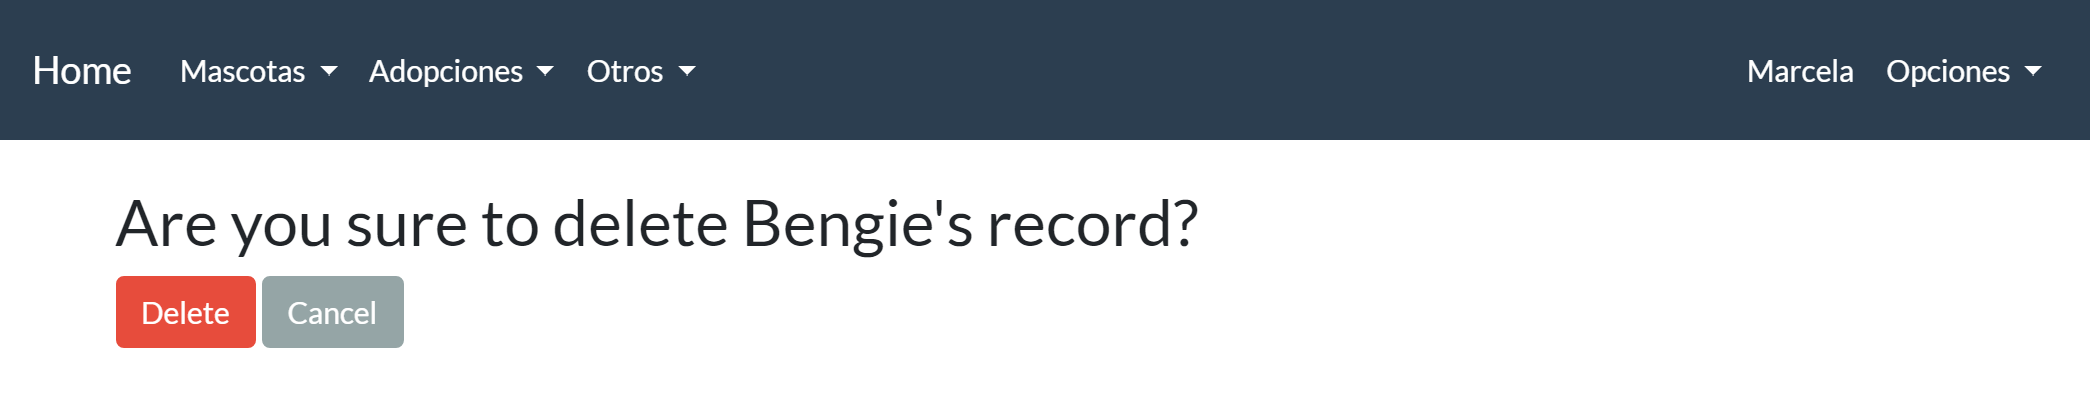 Home Mascotas Adopciones Otros Marcela Opciones
Are you sure to delete Bengie's record?
Delete Cancel